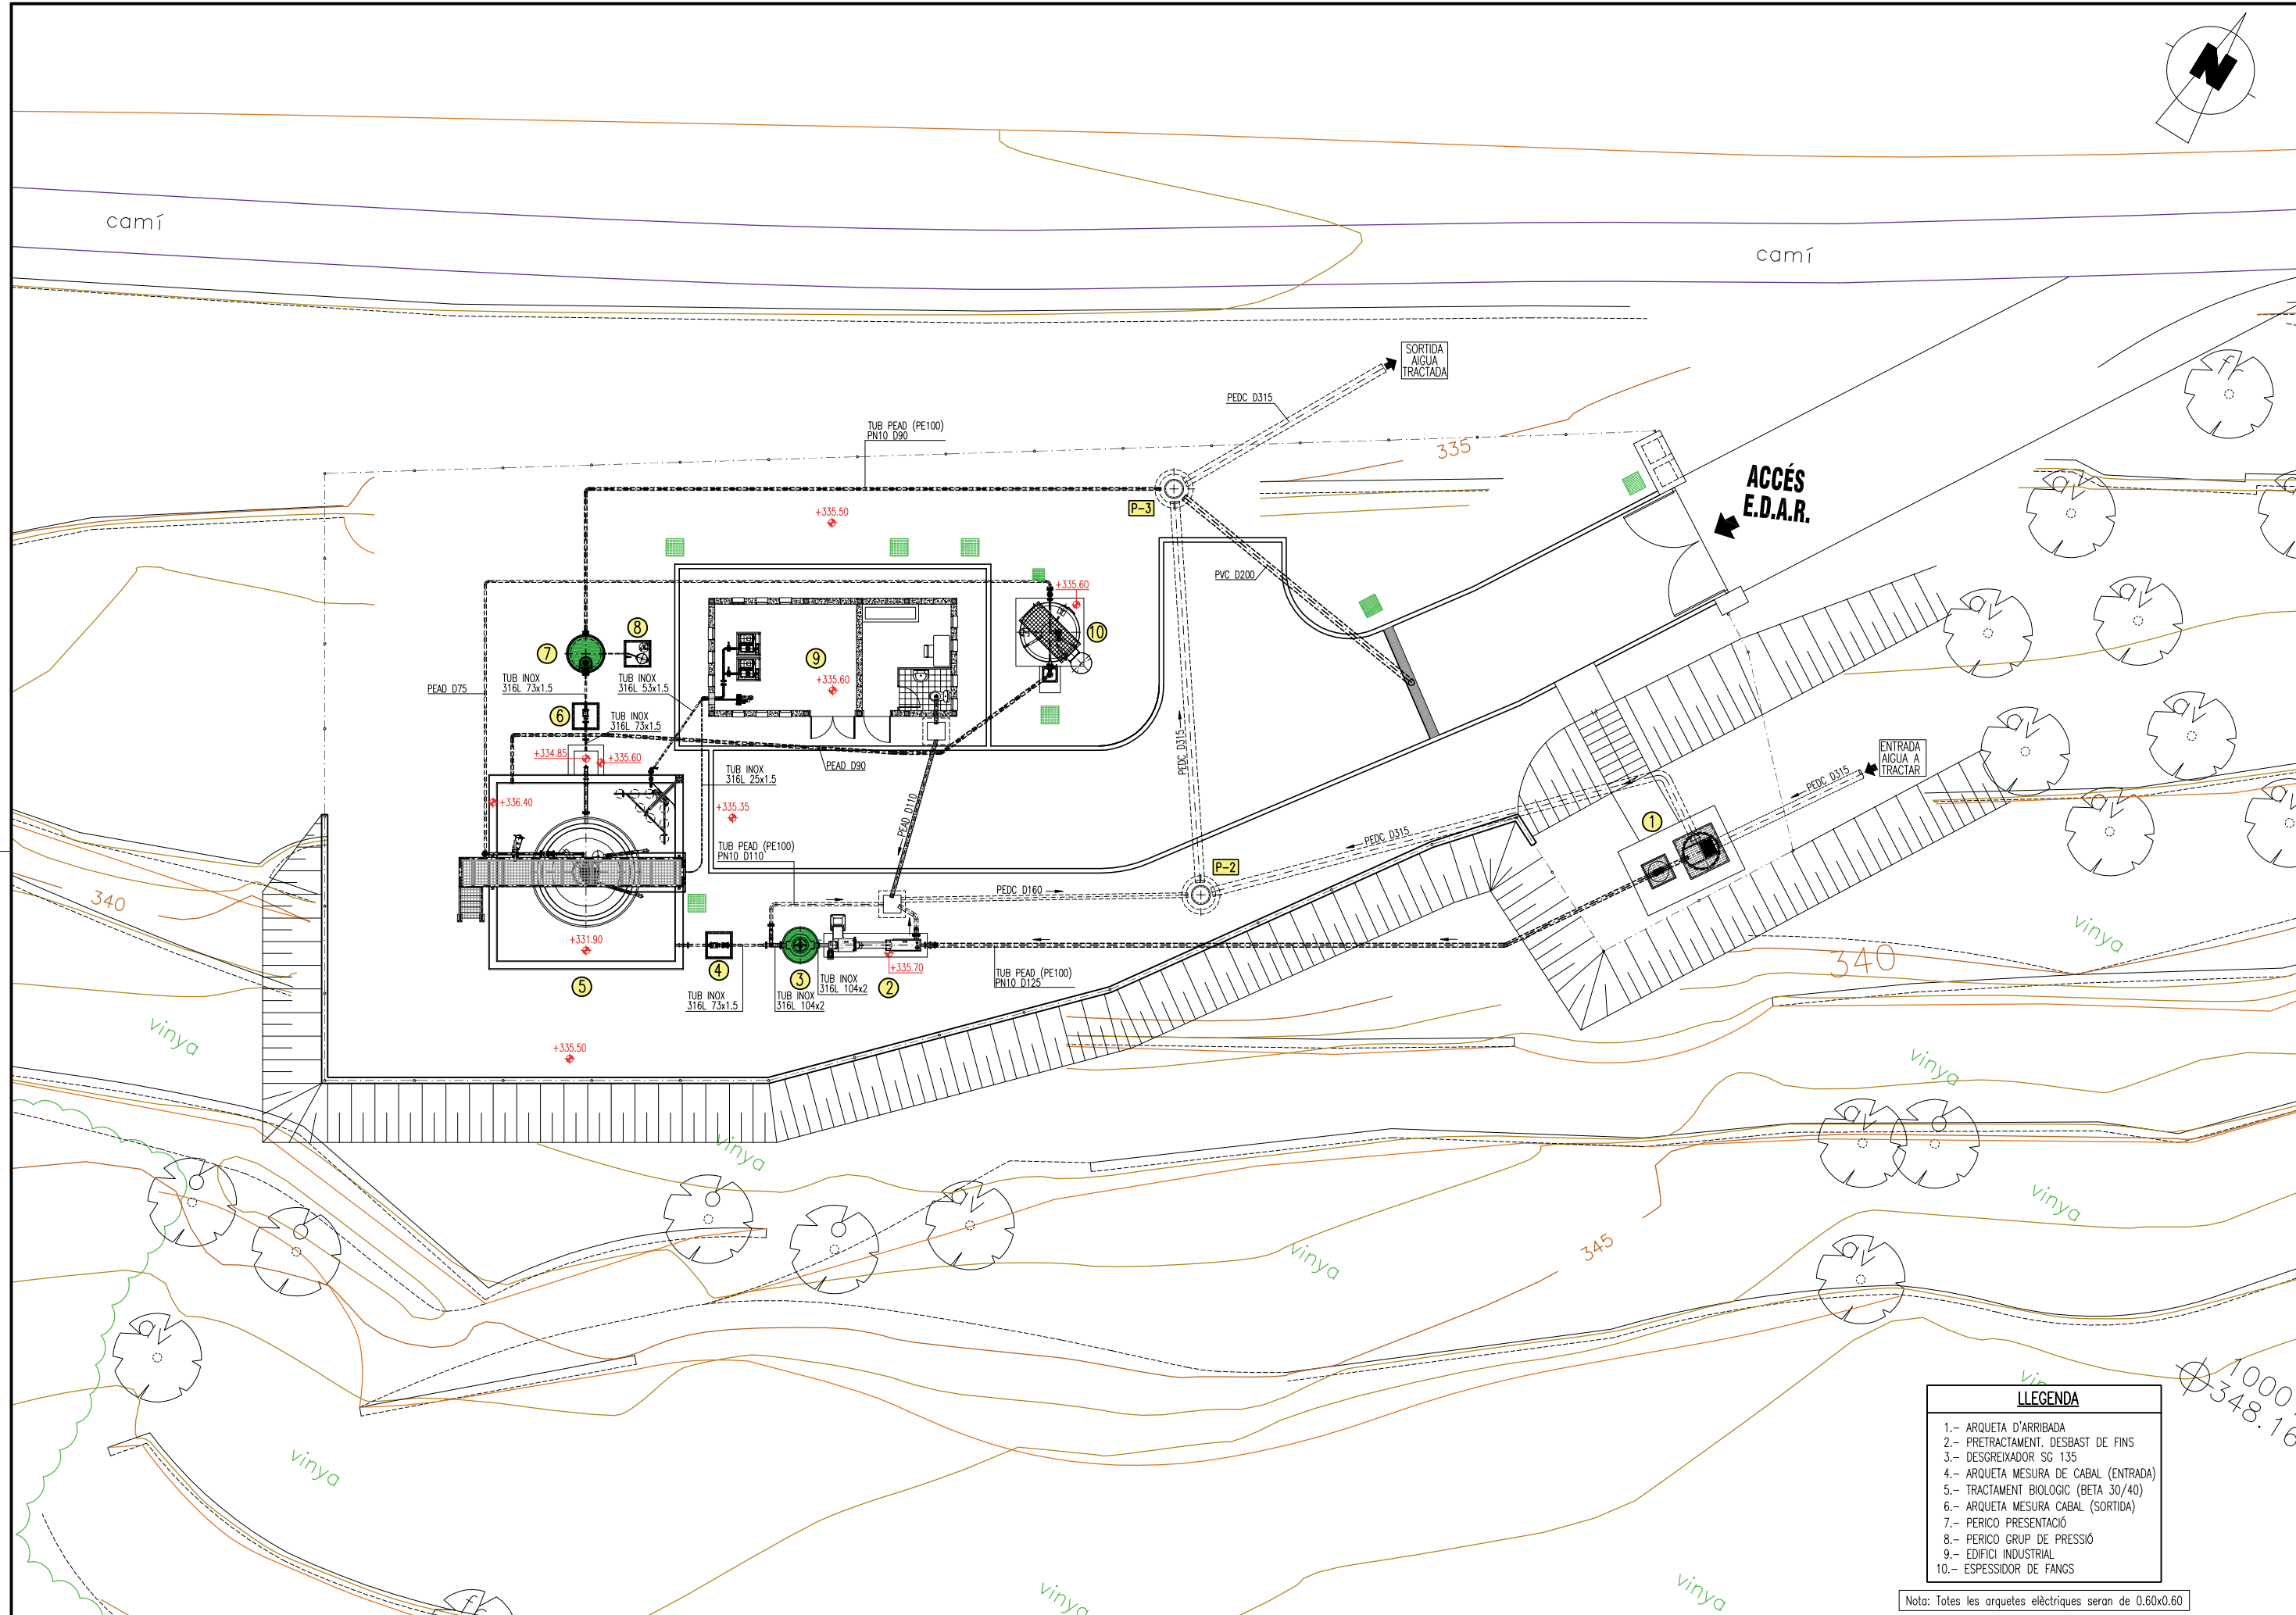 N
camí
camí
SORTIDA
AIGUA
TRACTADA
PEDC D315
TUB PEAD (PE100)
PN10 D90
335
ACCÉS
E.D.A.R.
P-3
+335.50
PVC D200
+335.60
8
7
9
10
TUB INOX
316L 73x1.5
TUB INOX
316L 53x1.5
+335.60
PEAD D75
6
TUB INOX
316L 73x1.5
PEDC D315
+334.85
+335.60
PEAD D90
TUB INOX
316L 25x1.5
ENTRADA
AIGUA A
TRACTAR
PEDC D315
+336.40
+335.35
PEAD D110
1
PEDC D315
TUB PEAD (PE100)
PN10 D110
P-2
PEDC D160
340
+331.90
vinya
340
4
3
2
5
+335.70
TUB INOX
316L 73x1.5
TUB INOX
316L 104x2
TUB INOX
316L 104x2
TUB PEAD (PE100)
PN10 D125
vinya
+335.50
vinya
vinya
vinya
345
vinya
vinya
348.16
LLEGENDA
1.- ARQUETA D'ARRIBADA
2.- PRETRACTAMENT. DESBAST DE FINS
3.- DESGREIXADOR SG 135
4.- ARQUETA MESURA DE CABAL (ENTRADA)
5.- TRACTAMENT BIOLOGIC (BETA 30/40)
6.- ARQUETA MESURA CABAL (SORTIDA)
7.- PERICO PRESENTACIÓ
8.- PERICO GRUP DE PRESSIÓ
9.- EDIFICI INDUSTRIAL
10.- ESPESSIDOR DE FANGS
Nota: Totes les arquetes elèctriques seran de 0.60x0.60
vinya
vinya